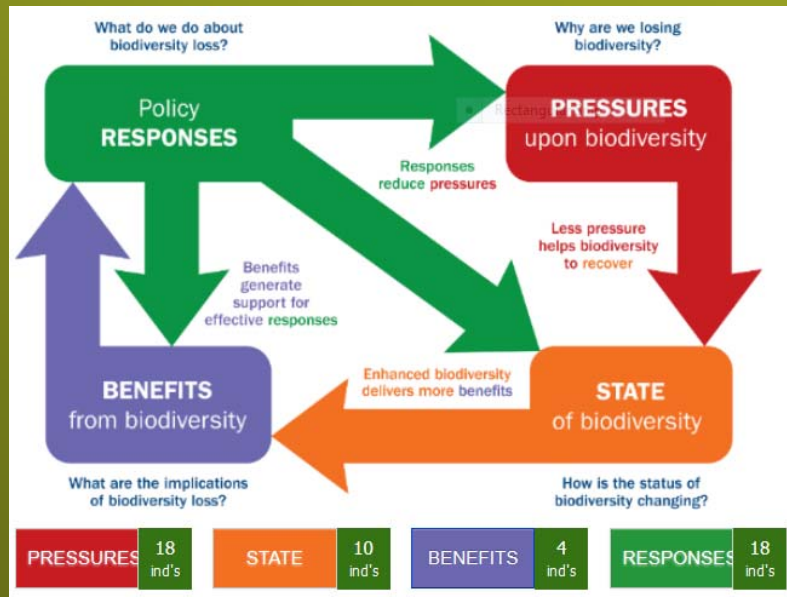 What do we do about
biodiversity loss?
Why are we losing
biodiversity?
Policy
RESPONSES
PRESSURES
upon biodiversity
Responses
reduce pressures
Less pressure
helps biodiversity
to recover
Benefits
generate
support for
effective responses
Enhanced biodiversity
delivers more benefits
BENEFITS
from biodiversity
STATE
of biodiversity
What are the implications
of biodiversity loss?
How is the status of
biodiversity changing?
PRESSURES
18
ind's
STATE
10
ind's
BENEFITS
4
ind's
RESPONSES
18
ind's